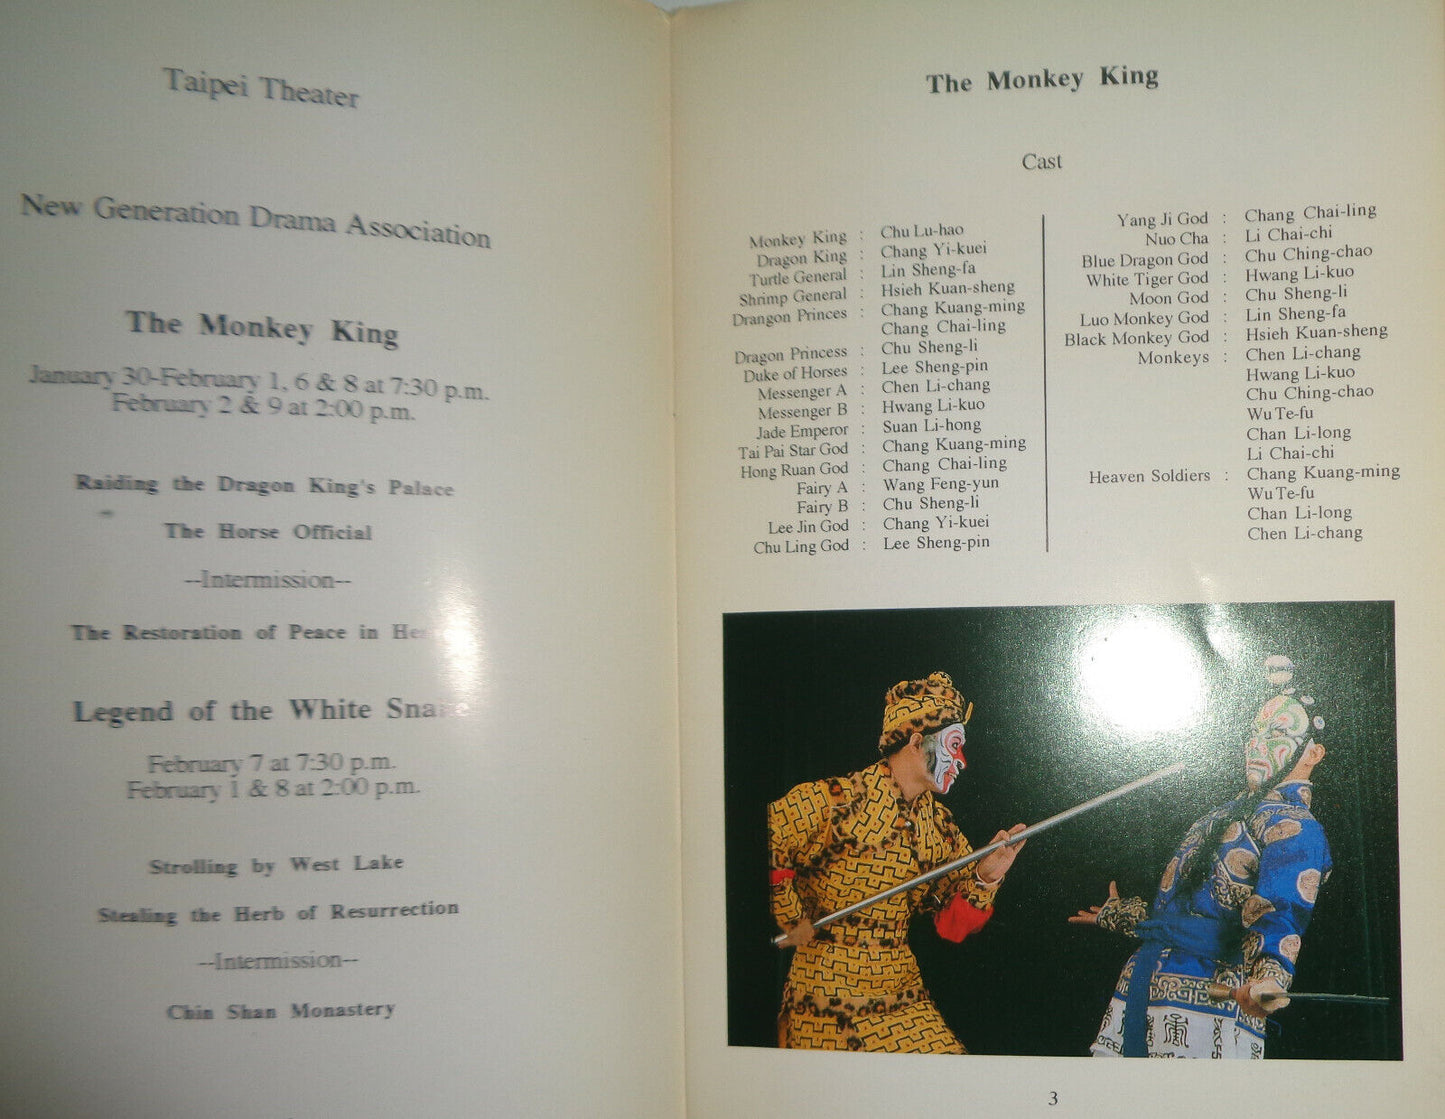 Taipei Theater
New Generation Drama Association
The Monkey King
January 30-February 1, 6 & 8 at 7:30 p.m.
February 2 & 9 at 2:00 p.m.
Raiding the Dragon King's Palace
The Horse Official
--Intermission--
The Restoration of Peace in
Legend of the White
February 7 at 7:30 p.m.
February 1 & 8 at 2:00 p.m.
Strolling by West Lake
Stealing the Herb of Resurrection
--Intermission--
Chin Shan Monastery
The Monkey King
Cast
Monkey King : Chu Lu-hao
Dragon King : Chang Yi-kuei
Turtle General : Lin Sheng-fa
Shrimp General : Hsieh Kuan-sheng
Drangon Princes : Chang Kuang-ming
Chang Chai-ling
Dragon Princess : Chu Sheng-li
Duke of Horses : Lee Sheng-pin
Messenger A : Chen Li-chang
Messenger B : Hwang Li-kuo
Jade Emperor : Suan Li-hong
Tai Pai Star God : Chang Kuang-ming
Hong Ruan God : Chang Chai-ling
Fairy A : Wang Feng-yun
Fairy B : Chu Sheng-li
Lee Jin God : Chang Yi-kuei
Chu Ling God : Lee Sheng-pin
Yang Ji God : Chang Chai-ling
Nuo Cha : Li Chai-chi
Blue Dragon God : Chu Ching-chao
White Tiger God : Hwang Li-kuo
Moon God : Chu Sheng-li
Luo Monkey God : Lin Sheng-fa
Black Monkey God : Hsieh Kuan-sheng
Monkeys : Chen Li-chang
Hwang Li-kuo
Chu Ching-chao
Wu Te-fu
Chan Li-long
Li Chai-chi
Heaven Soldiers : Chang Kuang-ming
Wu Te-fu
Chan Li-long
Chen Li-chang
3